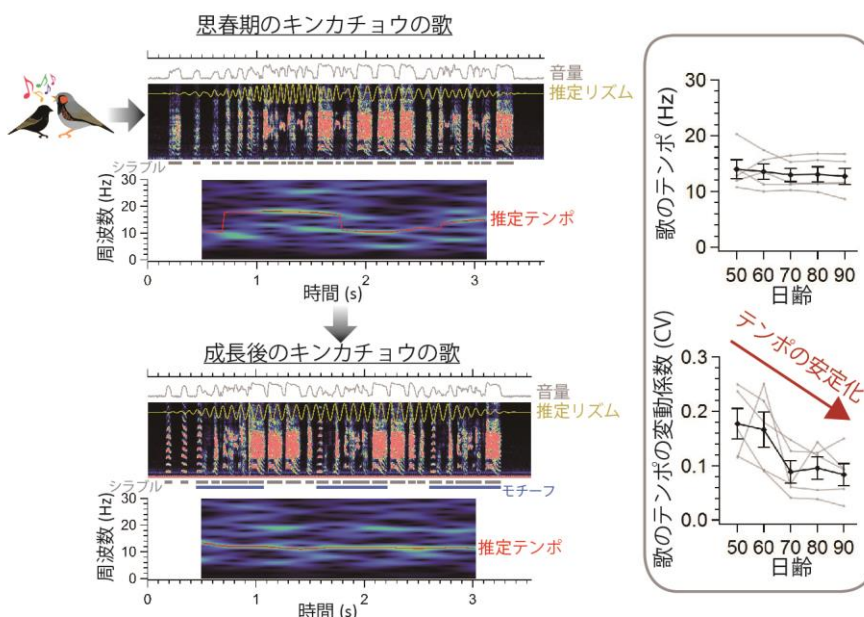 思春期のキンカチョウの歌
音量
推定リズム
シラブル
周波数 (Hz)
30
20
10
0
推定テンポ
0
1
2
3
時間 (s)
成長後のキンカチョウの歌
音量
推定リズム
シラブル
モチーフ
周波数 (Hz)
30
20
10
0
推定テンポ
0
1
2
3
時間 (s)
歌のテンポ (Hz)
30
20
10
0
50 60 70 80 90
日齢
テンポの安定化
歌のテンポの変動係数 (CV)
0.3
0.2
0.1
0.0
50 60 70 80 90
日齢